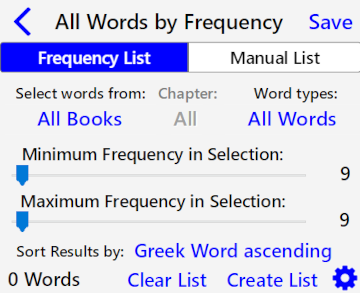 All Words by Frequency Save
Frequency List Manual List
Select words from: Chapter: Word types:
All Books All All Words
Minimum Frequency in Selection:
9
Maximum Frequency in Selection:
9
Sort Results by: Greek Word ascending
0 Words Clear List Create List